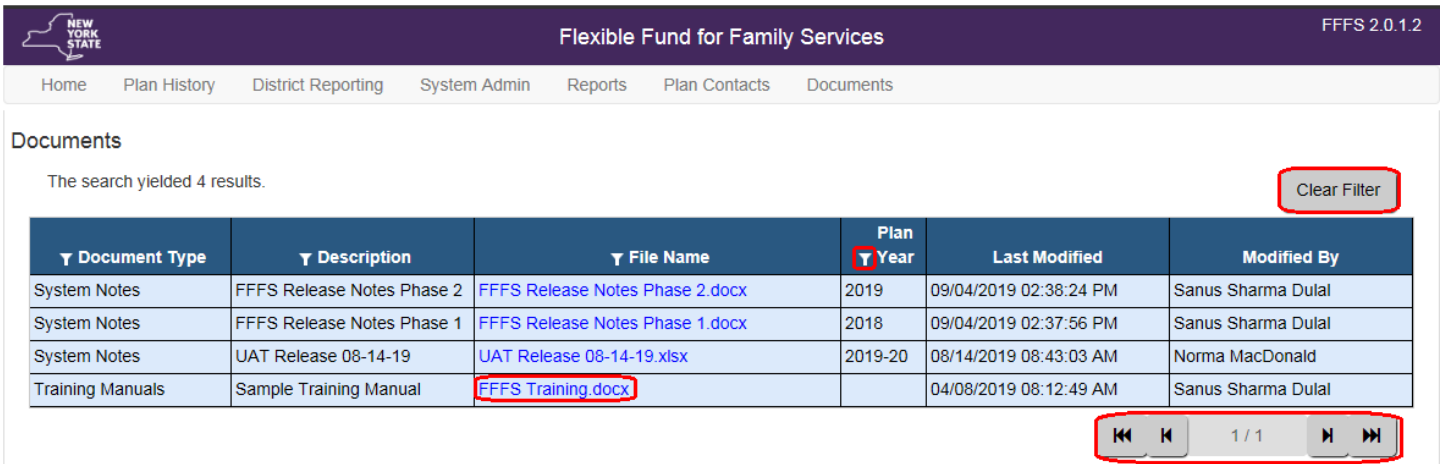 NEW
YORK
STATE
Flexible Fund for Family Services
FFFS 2.0.1.2
Home Plan History District Reporting System Admin Reports Plan Contacts Documents
Documents
The search yielded 4 results.
Clear Filter
Document Type Description File Name Plan Year Last Modified Modified By
System Notes FFFS Release Notes Phase 2 FFFS Release Notes Phase 2.docx 2019 09/04/2019 02:38:24 PM Sanus Sharma Dulal
System Notes FFFS Release Notes Phase 1 FFFS Release Notes Phase 1.docx 2018 09/04/2019 02:37:56 PM Sanus Sharma Dulal
System Notes UAT Release 08-14-19 UAT Release 08-14-19.xlsx 2019-20 08/14/2019 08:43:03 AM Norma MacDonald
Training Manuals Sample Training Manual FFFS Training.docx 04/08/2019 08:12:49 AM Sanus Sharma Dulal
1 / 1